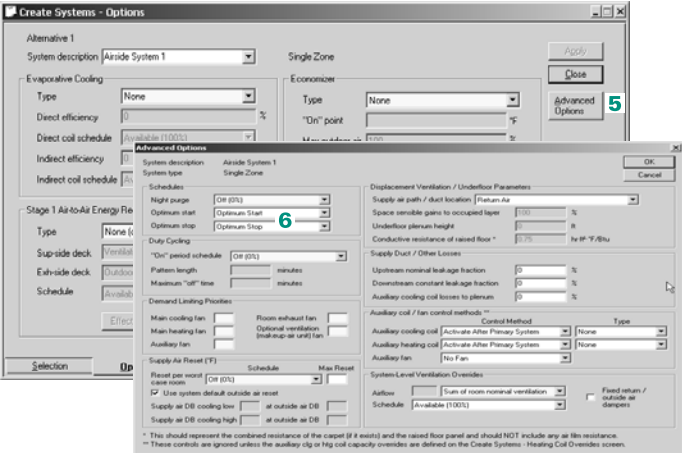 Create Systems - Options
Alternative 1
System description Airside System 1 Single Zone
Apply
Close
Advanced Options 5
Evaporative Cooling
Type None
Direct efficiency 0 %
Direct coil schedule Available (100%)
Indirect efficiency 0
Indirect coil schedule
Economizer
Type None
"On" point °F
Max outdoor air 100 %
Stage 1 Air-to-Air Energy Re
Type None
Sup-side deck Ventilat
Exh-side deck Outdoor
Schedule Availab
Effect
Selection Op
Advanced Options
System description Airside System 1
System type Single Zone
OK
Cancel
Schedules
Night purge Off (0%)
Optimum start Optimum Start
Optimum stop Optimum Stop
6
Duty Cycling
"On" period schedule Off (0%)
Pattern length minutes
Maximum "off" time minutes
Demand Limiting Priorities
Main cooling fan Room exhaust fan
Main heating fan Optional ventilation (makeup-air unit) fan
Auxiliary fan
Supply Air Reset (°F)
Schedule Max Reset
Reset per worst case room Off (0%)
Use system default outside air reset
Supply air DB cooling low at outside air DB
Supply air DB cooling high at outside air DB
Displacement Ventilation / Underfloor Parameters
Supply air path / duct location Return Air
Space sensible gains to occupied layer 100 %
Underfloor plenum height 0 ft
Conductive resistance of raised floor * 0.75 hr·ft²·°F/Btu
Supply Duct / Other Losses
Upstream nominal leakage fraction 0 %
Downstream constant leakage fraction 0 %
Auxiliary cooling coil losses to plenum 0 %
Auxiliary coil / fan control methods **
Control Method Type
Auxiliary cooling coil Activate After Primary System None
Auxiliary heating coil Activate After Primary System None
Auxiliary fan No Fan
System-Level Ventilation Overrides
Airflow Sum of room nominal ventilation
Schedule Available (100%)
Fixed return / outside air dampers
* This should represent the combined resistance of the carpet (if it exists) and the raised floor panel and should NOT include any air film resistance.
** These controls are ignored unless the auxiliary clg or htg coil capacity overrides are defined on the Create Systems - Heating Coil Overrides screen.